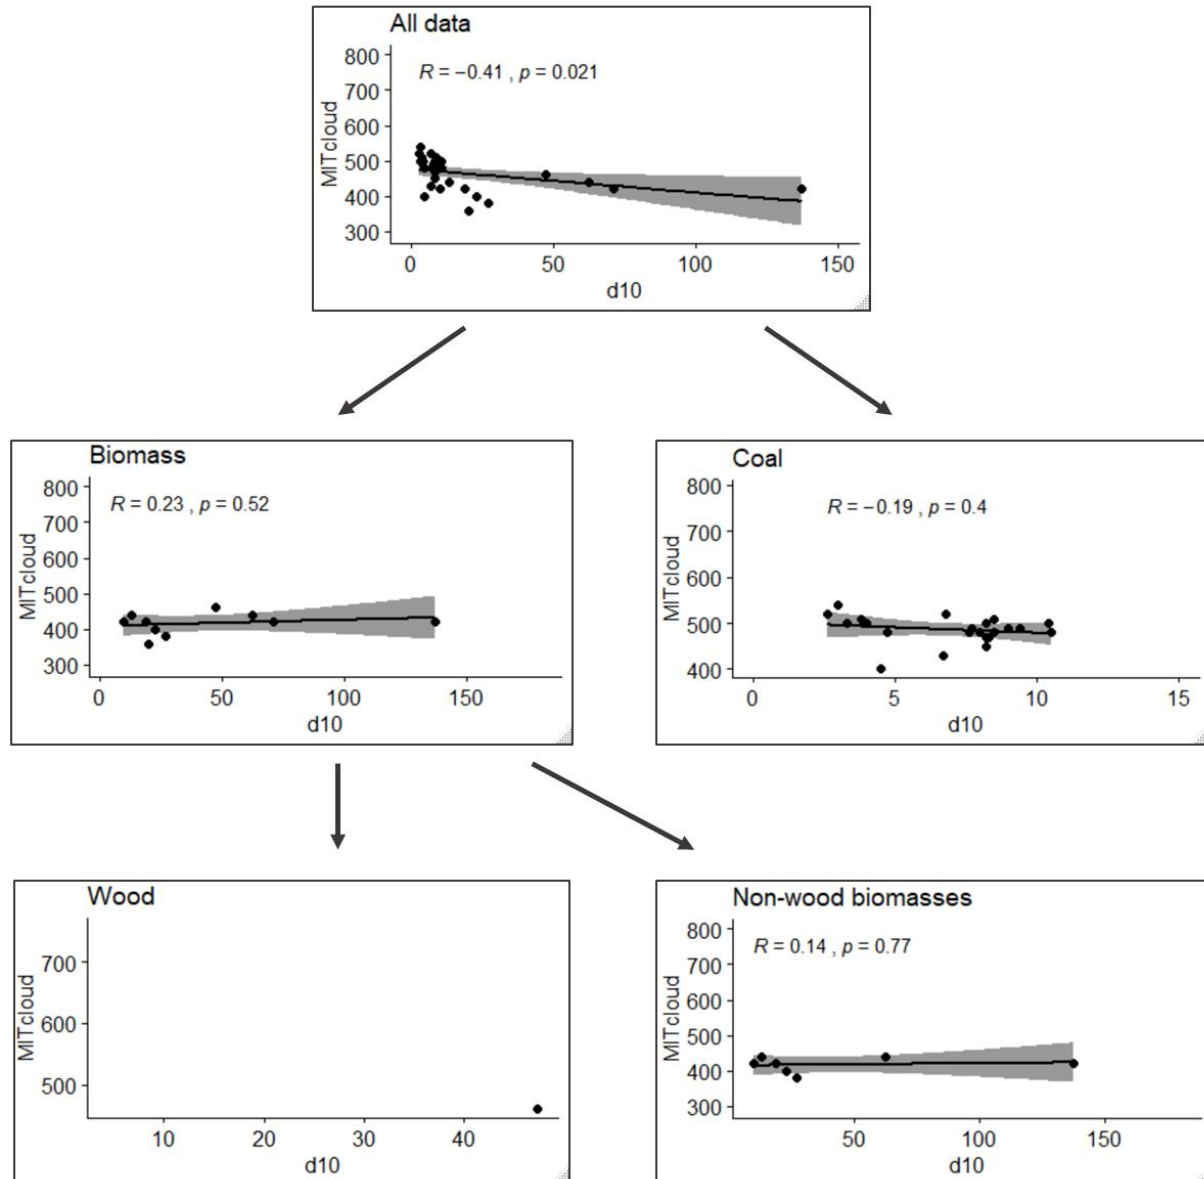 All data
R = −0.41 , p = 0.021
800
700
600
500
400
300
MITcloud
0 50 100 150
d10
Biomass
R = 0.23 , p = 0.52
800
700
600
500
400
300
MITcloud
0 50 100 150
d10
Coal
R = −0.19 , p = 0.4
800
700
600
500
400
MITcloud
0 5 10 15
d10
Wood
700
600
500
MITcloud
10 20 30 40
d10
Non-wood biomasses
R = 0.14 , p = 0.77
800
700
600
500
400
300
MITcloud
50 100 150
d10